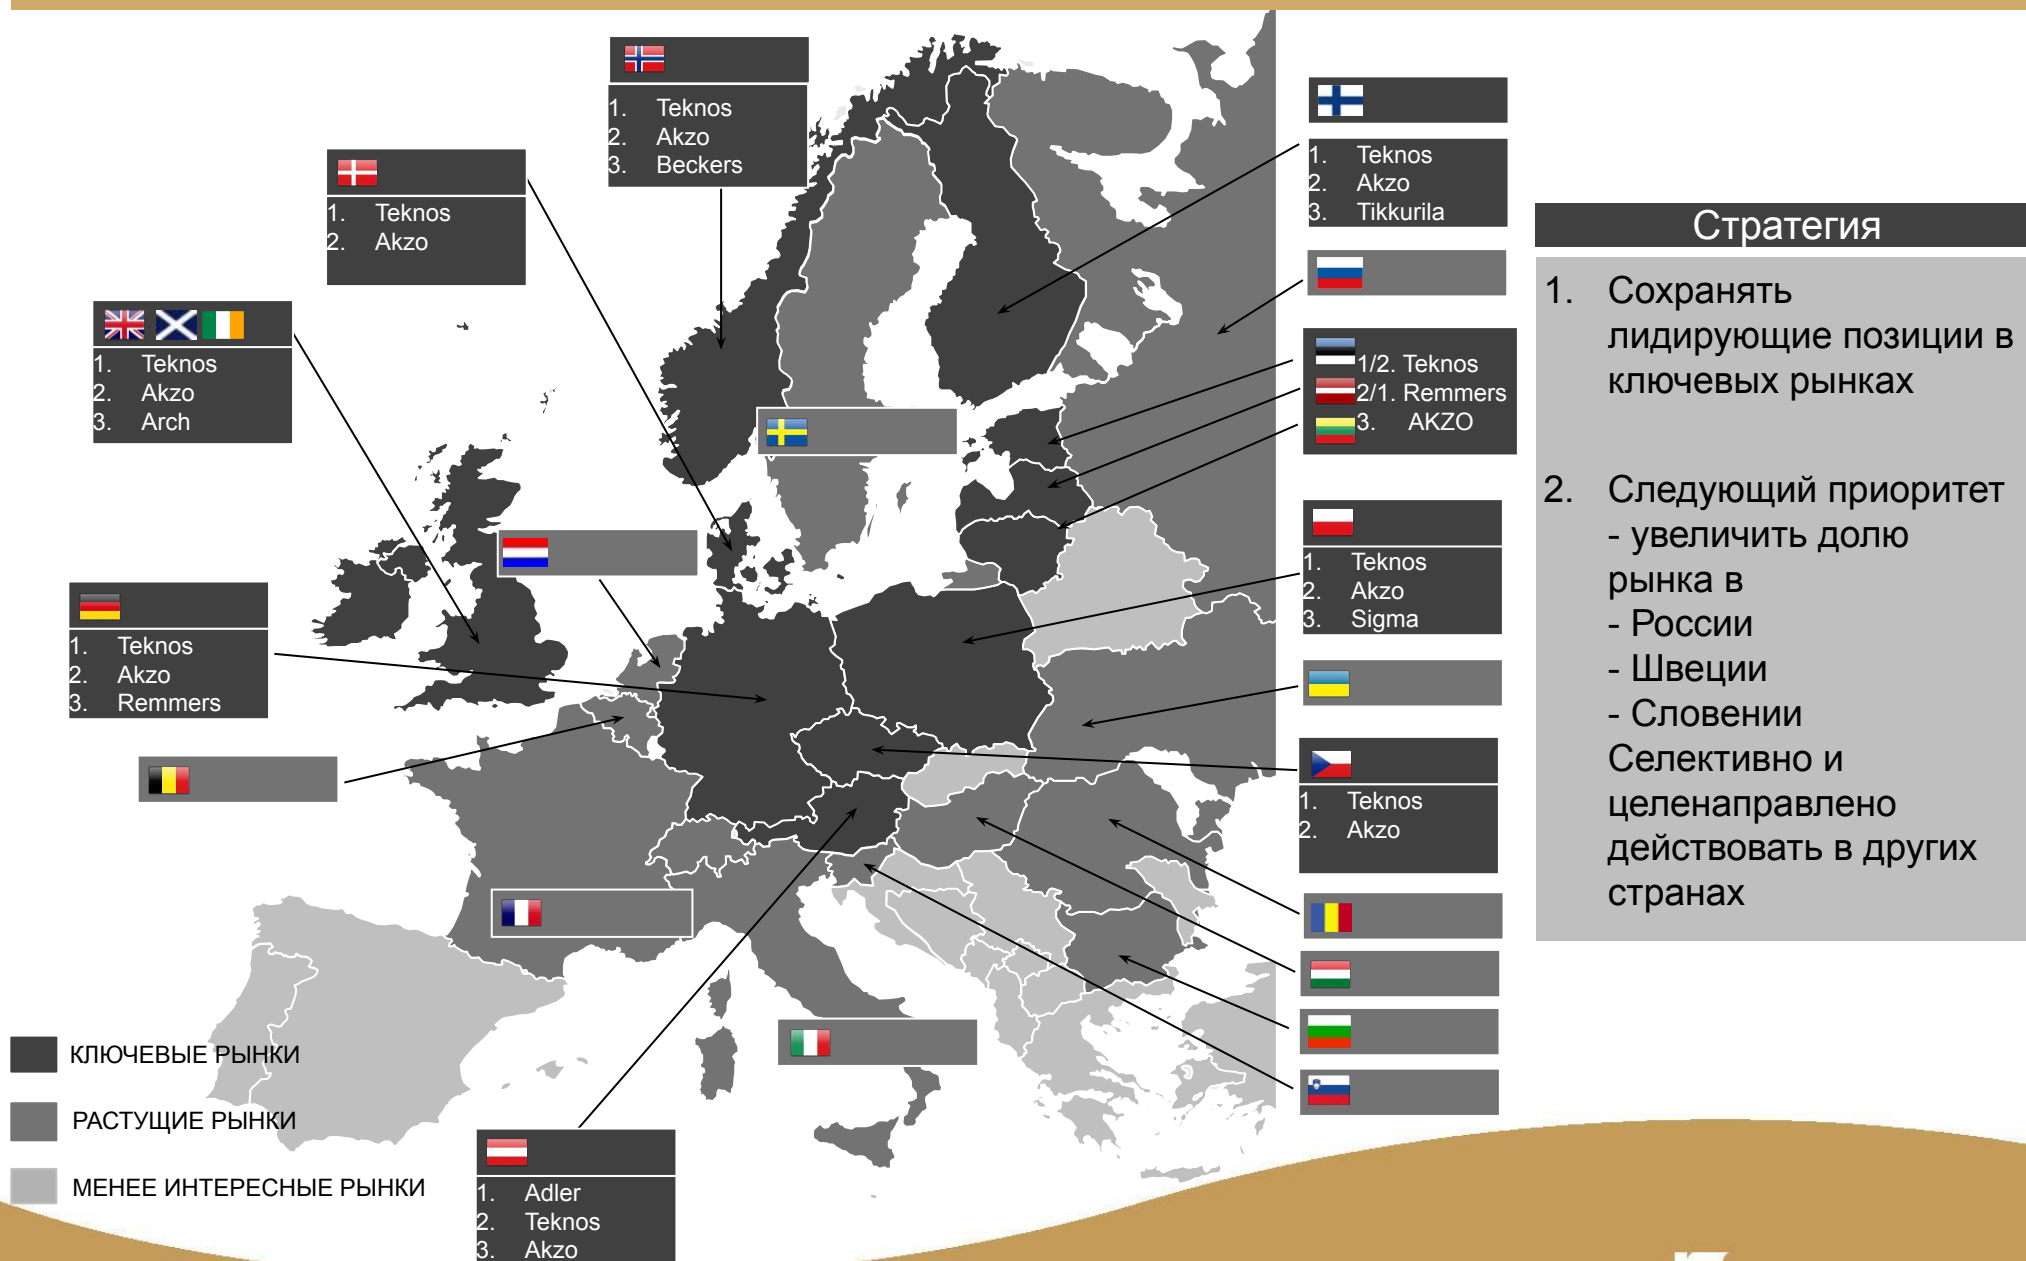 1. Teknos
2. Akzo
3. Beckers
1. Teknos
2. Akzo
3. Tikkurila
1. Teknos
2. Akzo
Стратегия
1. Сохранять
лидирующие позиции в
ключевых рынках
2. Следующий приоритет
- увеличить долю
рынка в
- России
- Швеции
- Словении
Селективно и
целенаправлено
действовать в других
странах
1. Teknos
2. Akzo
3. Arch
1/2. Teknos
2/1. Remmers
3. AKZO
1. Teknos
2. Akzo
3. Sigma
1. Teknos
2. Akzo
3. Remmers
1. Teknos
2. Akzo
КЛЮЧЕВЫЕ РЫНКИ
РАСТУЩИЕ РЫНКИ
МЕНЕЕ ИНТЕРЕСНЫЕ РЫНКИ
1. Adler
2. Teknos
3. Akzo